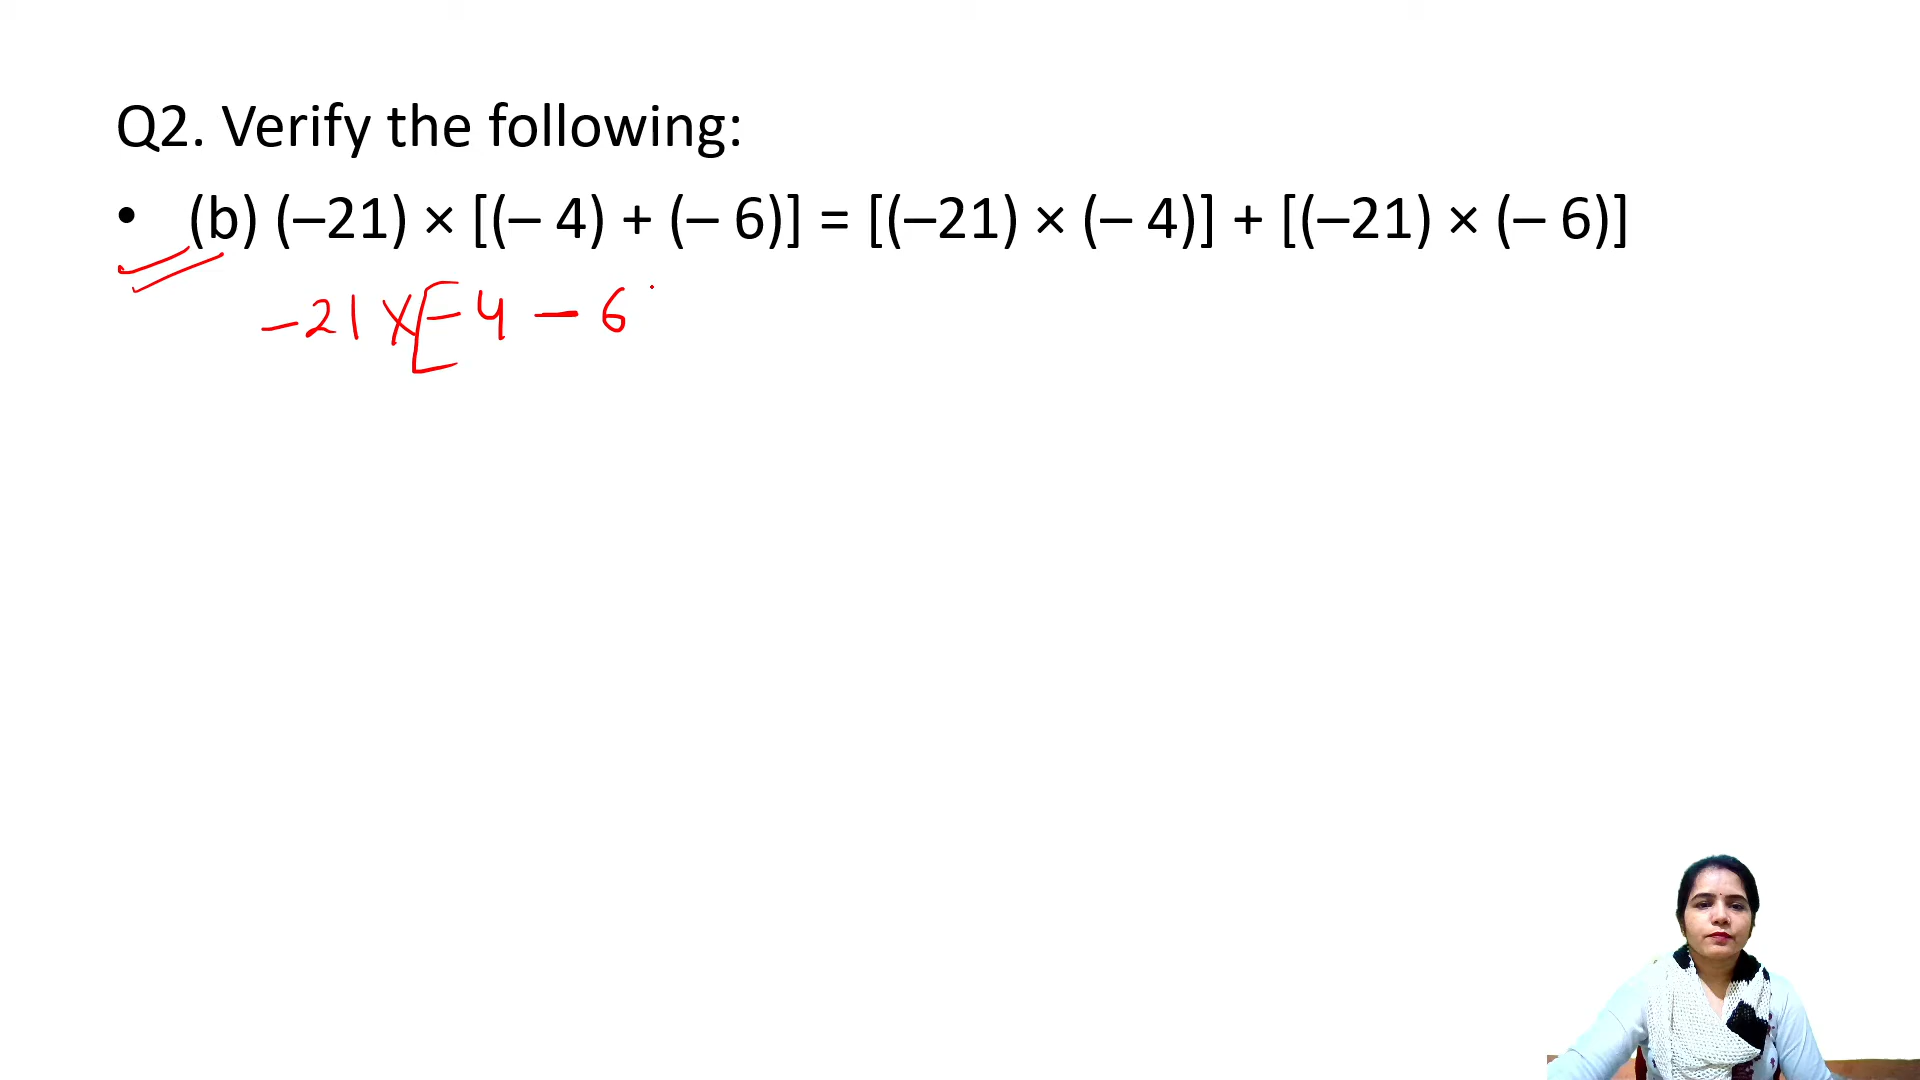 Q2. Verify the following:
• (b) (–21) × [(– 4) + (– 6)] = [(–21) × (– 4)] + [(–21) × (– 6)]
-21 × [-4 - 6